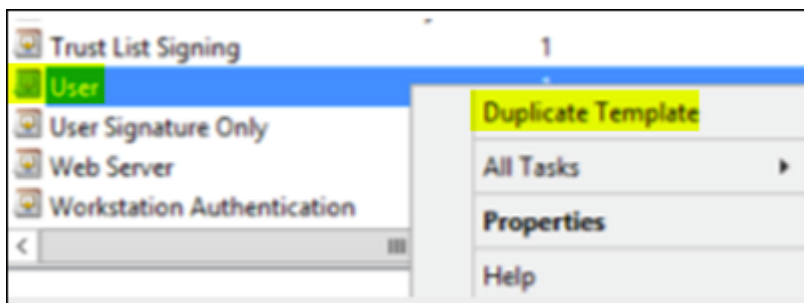 Trust List Signing 1
User
Duplicate Template
User Signature Only
All Tasks
Web Server
Workstation Authentication
Properties
Help